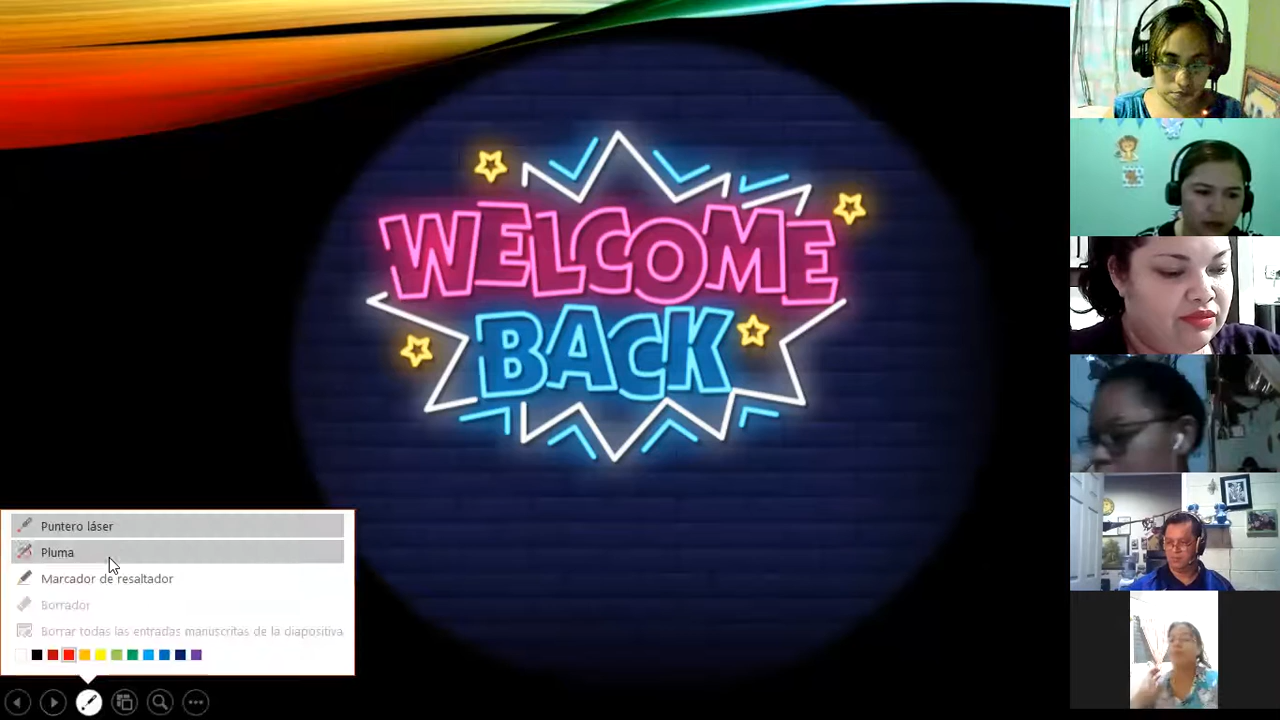 WELCOME
BACK
Puntero láser
Pluma
Marcador de resaltador
Borrador
Borrar todas las entradas manuscritas de la diapositiva